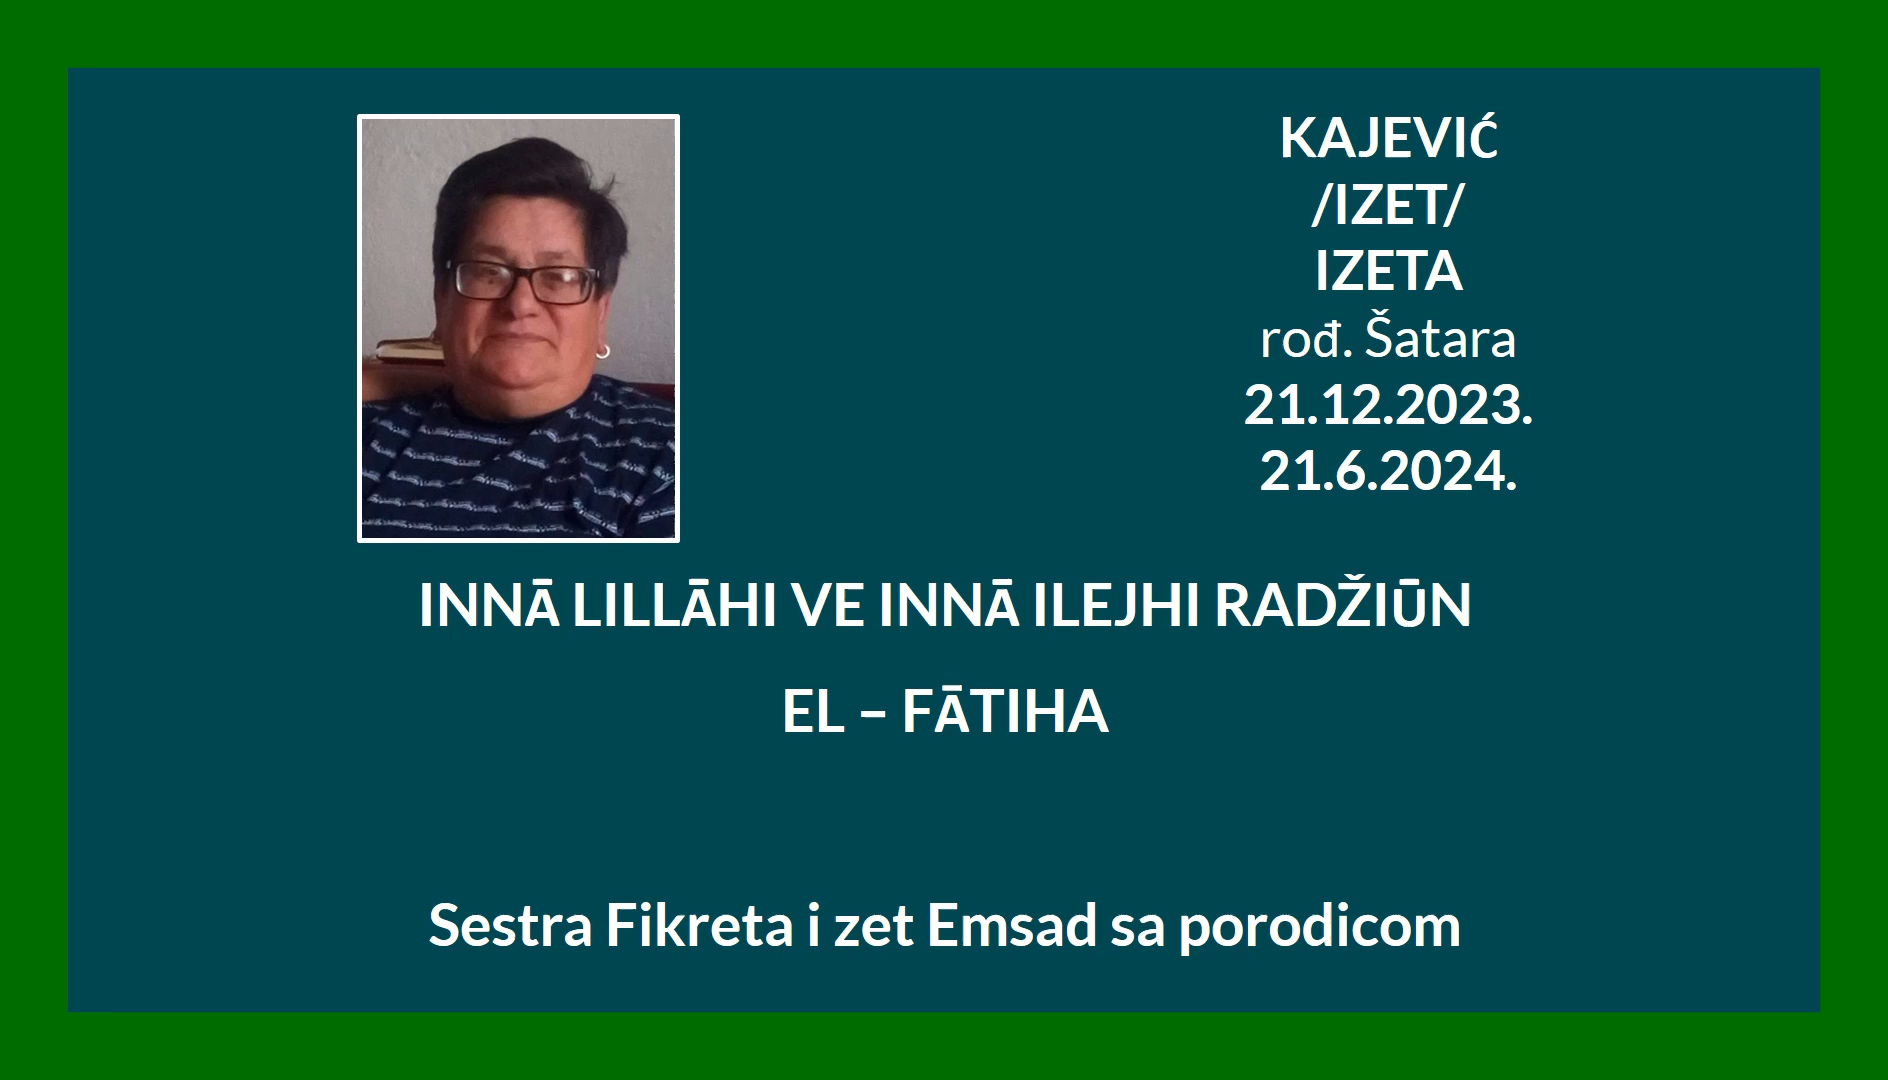 KAJEVIĆ
/IZET/
IZETA
rođ. Šatara
21.12.2023.
21.6.2024.
INNĀ LILLĀHI VE INNĀ ILEJHI RADŽIŪN
EL – FĀTIHA
Sestra Fikreta i zet Emsad sa porodicom